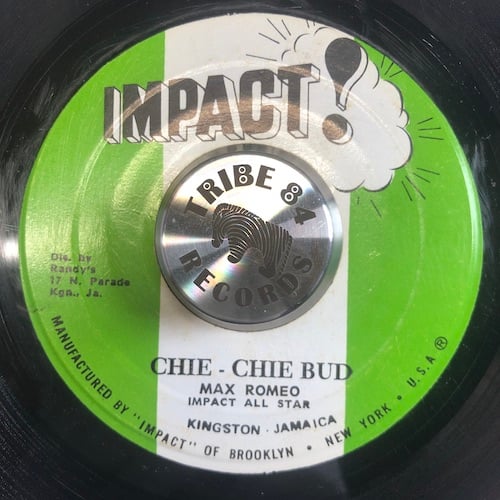 IMPACT!
TRIBE 84
RECORDS
Dis. by
Randy's
17 N. Parade
Kgn., Ja.
CHIE - CHIE BUD
MAX ROMEO
IMPACT ALL STAR
KINGSTON · JAMAICA
MANUFACTURED BY "IMPACT" OF BROOKLYN • NEW YORK • U.S.A ®